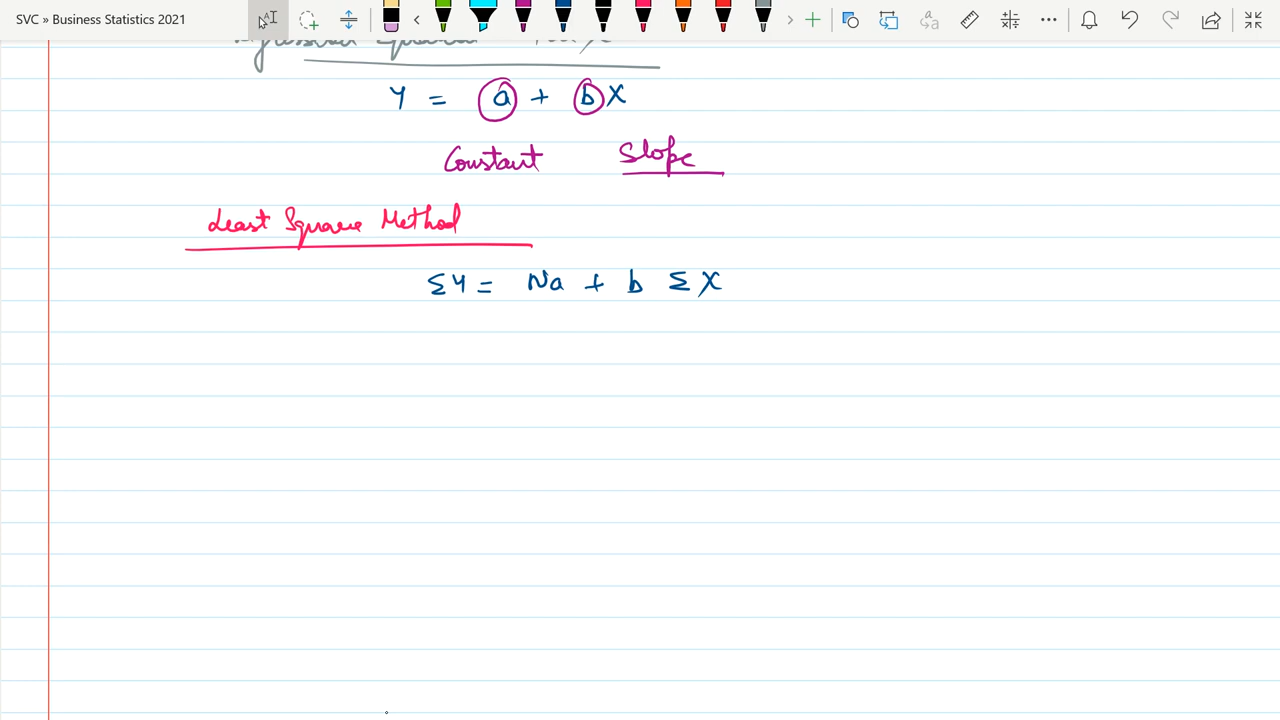 SVC » Business Statistics 2021
Y = a + bX
Constant Slope
Least Square Method
ΣY = Na + b ΣX